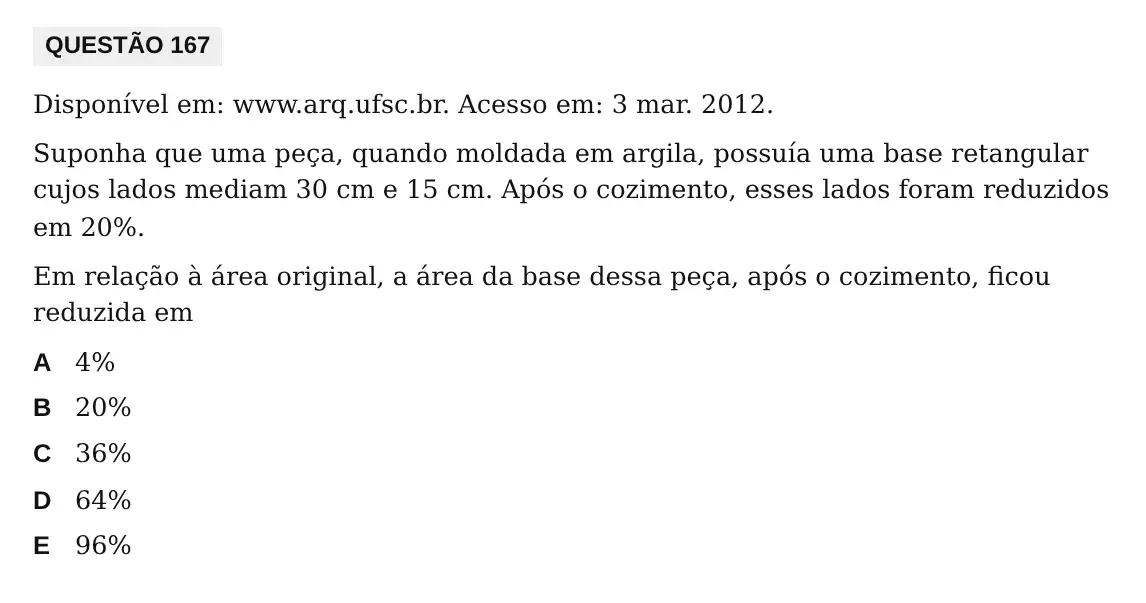 QUESTÃO 167
Disponível em: www.arq.ufsc.br. Acesso em: 3 mar. 2012.
Suponha que uma peça, quando moldada em argila, possuía uma base retangular
cujos lados mediam 30 cm e 15 cm. Após o cozimento, esses lados foram reduzidos
em 20%.
Em relação à área original, a área da base dessa peça, após o cozimento, ficou
reduzida em
A 4%
B 20%
C 36%
D 64%
E 96%